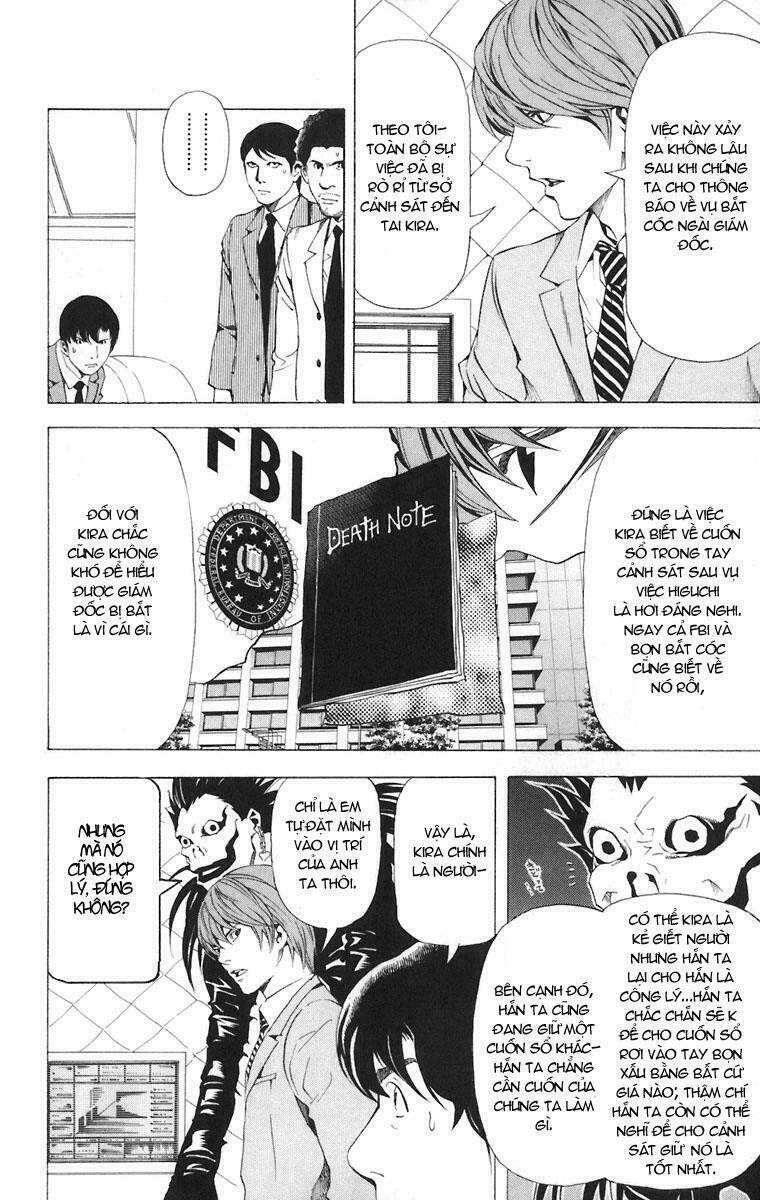 VIỆC NÀY XẢY
RA KHÔNG LÂU
SAU KHI CHÚNG
TA CHO THÔNG
BÁO VỀ VỤ BẮT
CÓC NGÀI GIÁM
ĐỐC.
THEO TÔI-
TOÀN BỘ SỰ
VIỆC ĐÃ BỊ
RÒ RỈ TỪ SỞ
CẢNH SÁT ĐẾN
TAI KIRA.
ĐÚNG LÀ VIỆC
KIRA BIẾT VỀ CUỐN
SỔ TRONG TAY
CẢNH SÁT SAU VỤ
VIỆC HIGUCHI
LÀ HƠI ĐÁNG NGHI.
NGAY CẢ FBI VÀ
BỌN BẮT CÓC
CŨNG BIẾT VỀ
NÓ RỒI,
FBI
DEATH NOTE
ĐỐI VỚI
KIRA CHẮC
CŨNG KHÔNG
KHÓ ĐỂ HIỂU
ĐƯỢC GIÁM
ĐỐC BỊ BẮT
LÀ VÌ CÁI GÌ.
CÓ THỂ KIRA LÀ
KẺ GIẾT NGƯỜI
NHƯNG HẮN TA
LẠI CHO HẮN LÀ
CÔNG LÝ...HẮN TA
CHẮC CHẮN SẼ K
ĐỂ CHO CUỐN SỔ
RƠI VÀO TAY BỌN
XẤU BẰNG BẤT CỨ
GIÁ NÀO; THẬM CHÍ
HẮN TA CÒN CÓ THỂ
NGHĨ ĐỂ CHO CẢNH
SÁT GIỮ NÓ LÀ
TỐT NHẤT.
BÊN CẠNH ĐÓ,
HẮN TA CŨNG
ĐANG GIỮ MỘT
CUỐN SỔ KHÁC-
HẮN TA CHẲNG
CẦN CUỐN CỦA
CHÚNG TA LÀM
GÌ.
VẬY LÀ,
KIRA CHÍNH
LÀ NGƯỜI-
CHỈ LÀ EM
TỰ ĐẶT MÌNH
VÀO VỊ TRÍ
CỦA ANH
TA THÔI.
NHƯNG
MÀ NÓ
CŨNG HỢP
LÝ, ĐÚNG
KHÔNG?